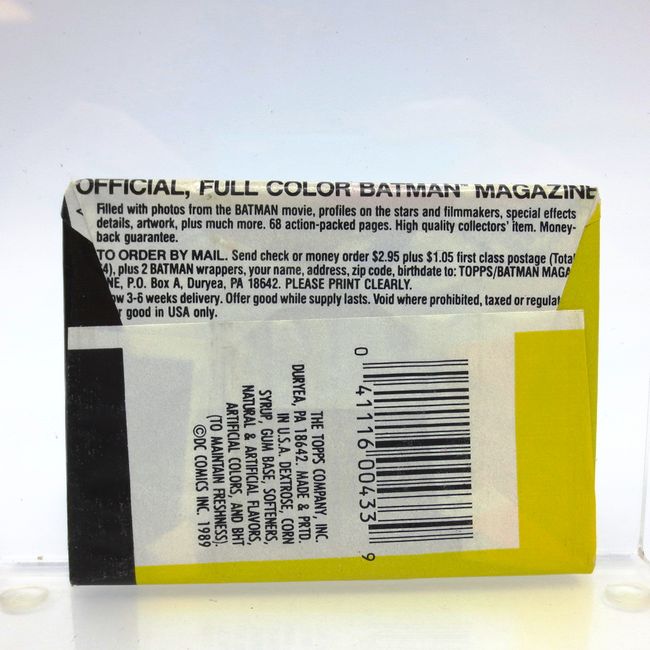 OFFICIAL, FULL COLOR BATMAN™ MAGAZINE
Filled with photos from the BATMAN movie, profiles on the stars and filmmakers, special effects
details, artwork, plus much more. 68 action-packed pages. High quality collectors' item. Money-
back guarantee.
TO ORDER BY MAIL. Send check or money order $2.95 plus $1.05 first class postage (Total
4), plus 2 BATMAN wrappers, your name, address, zip code, birthdate to: TOPPS/BATMAN MAGA
NE, P.O. Box A, Duryea, PA 18642. PLEASE PRINT CLEARLY.
ow 3-6 weeks delivery. Offer good while supply lasts. Void where prohibited, taxed or regulat
r good in USA only.
THE TOPPS COMPANY, INC.
DURYEA, PA 18642. MADE & PRTD.
IN U.S.A. DEXTROSE, CORN
SYRUP, GUM BASE, SOFTENERS,
NATURAL & ARTIFICIAL FLAVORS,
ARTIFICIAL COLORS, AND BHT
(TO MAINTAIN FRESHNESS).
©DC COMICS INC. 1989
0 41116 00433 9